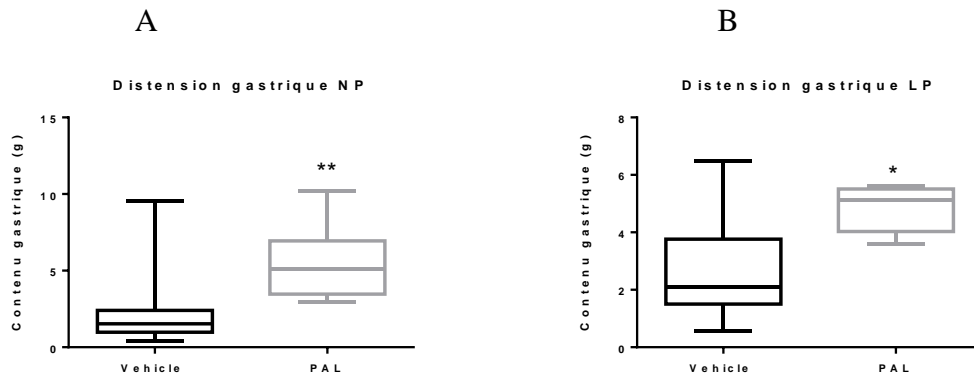 A
Distension gastrique NP
Contenu gastrique (g)
15
10
5
0
**
Vehicle
PAL
B
Distension gastrique LP
Contenu gastrique (g)
8
6
4
2
0
*
Vehicle
PAL